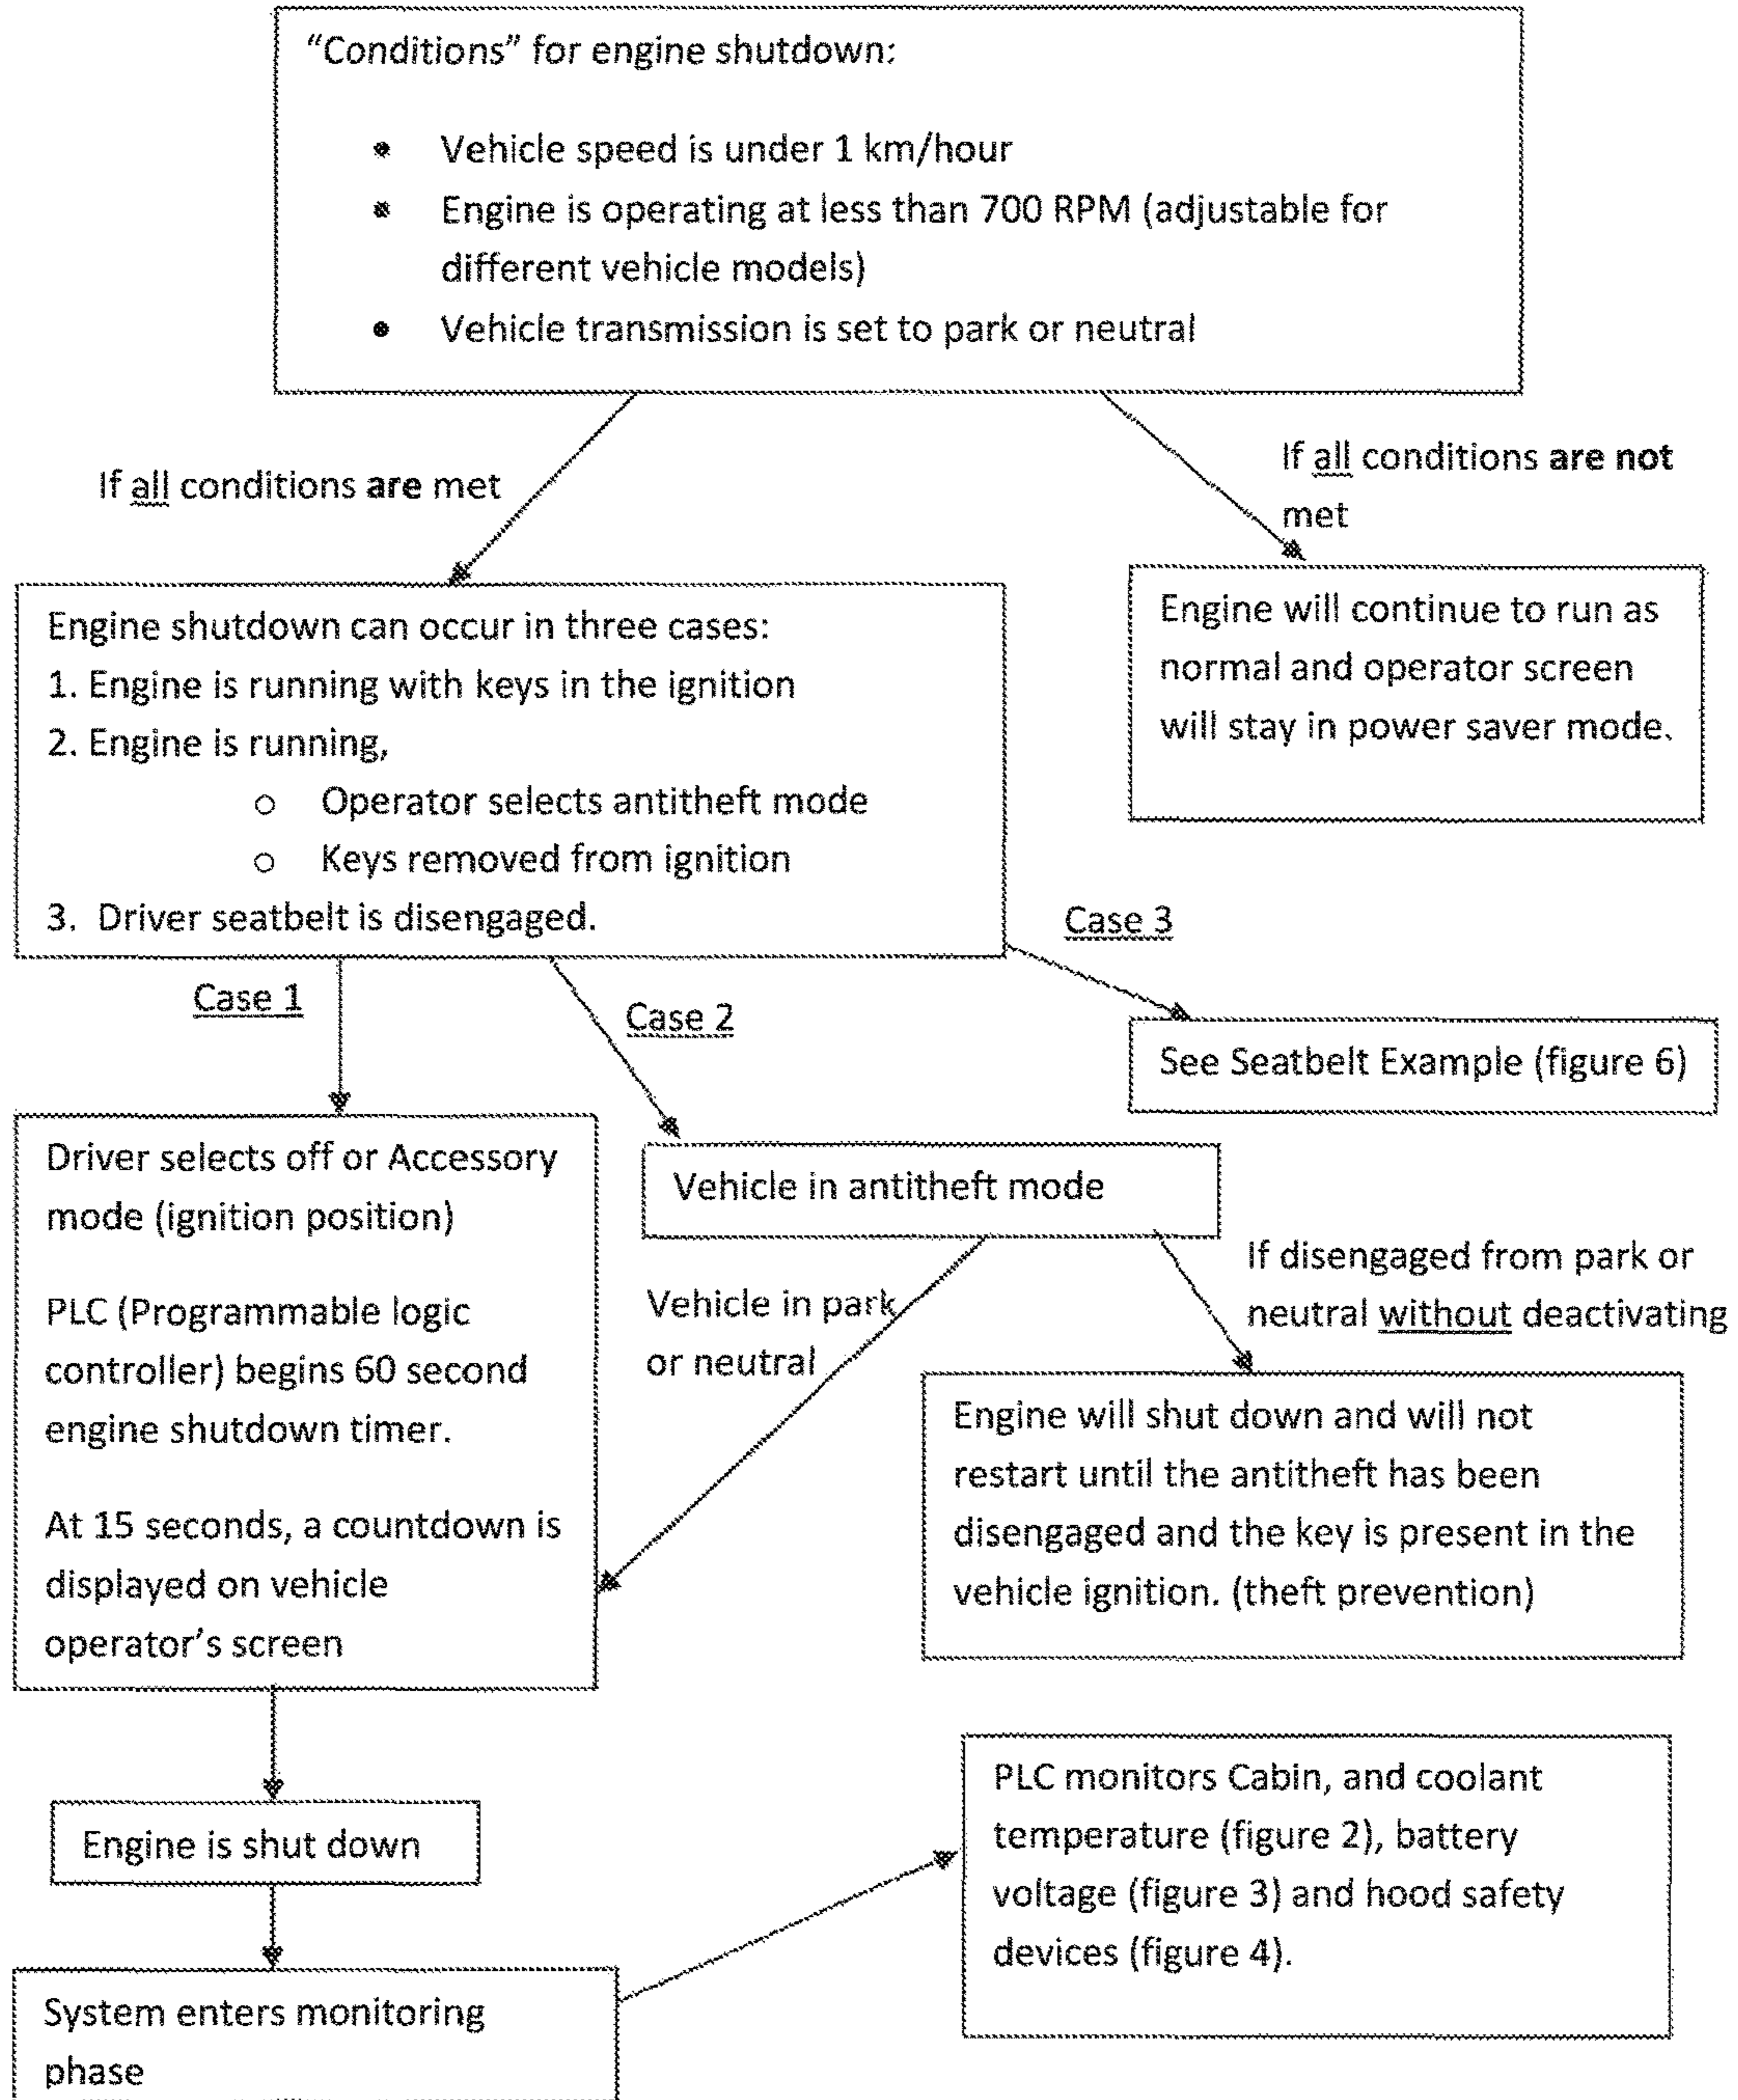 “Conditions” for engine shutdown:
• Vehicle speed is under 1 km/hour
• Engine is operating at less than 700 RPM (adjustable for
different vehicle models)
• Vehicle transmission is set to park or neutral
If all conditions are met
If all conditions are not
met
Engine shutdown can occur in three cases:
1. Engine is running with keys in the ignition
2. Engine is running,
○ Operator selects antitheft mode
○ Keys removed from ignition
3. Driver seatbelt is disengaged.
Engine will continue to run as
normal and operator screen
will stay in power saver mode.
Case 1
Case 2
Case 3
See Seatbelt Example (figure 6)
Driver selects off or Accessory
mode (ignition position)
PLC (Programmable logic
controller) begins 60 second
engine shutdown timer.
At 15 seconds, a countdown is
displayed on vehicle
operator’s screen
Vehicle in antitheft mode
Vehicle in park
or neutral
If disengaged from park or
neutral without deactivating
Engine will shut down and will not
restart until the antitheft has been
disengaged and the key is present in the
vehicle ignition. (theft prevention)
Engine is shut down
System enters monitoring
phase
PLC monitors Cabin, and coolant
temperature (figure 2), battery
voltage (figure 3) and hood safety
devices (figure 4).